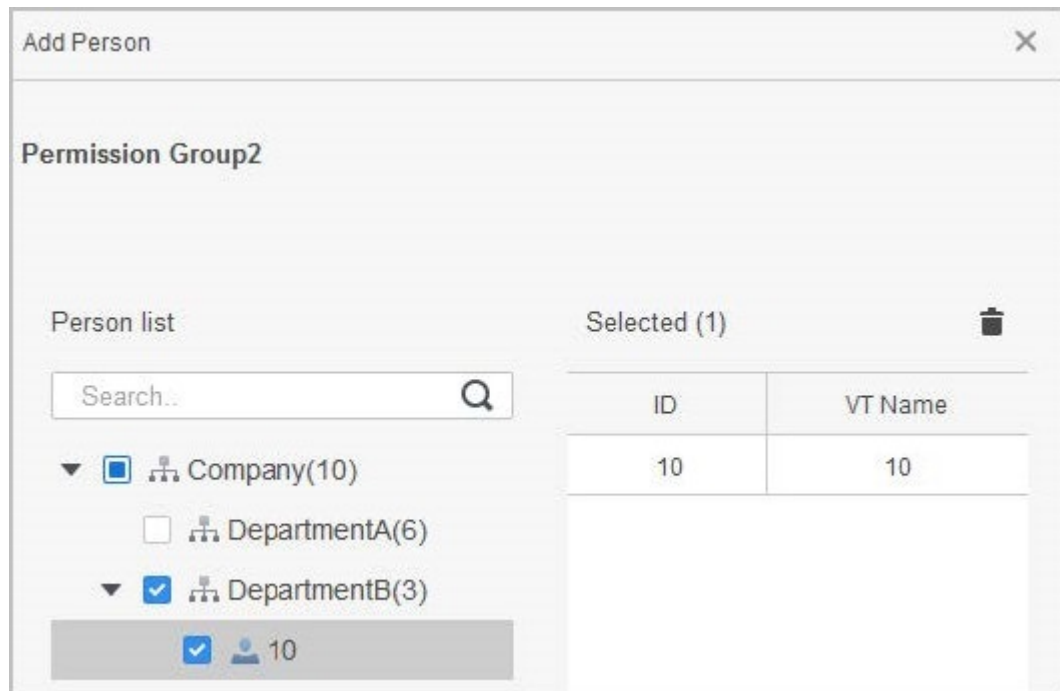 Add Person
Permission Group2
Person list
Selected (1)
Search..
ID
VT Name
10
10
Company(10)
DepartmentA(6)
DepartmentB(3)
10